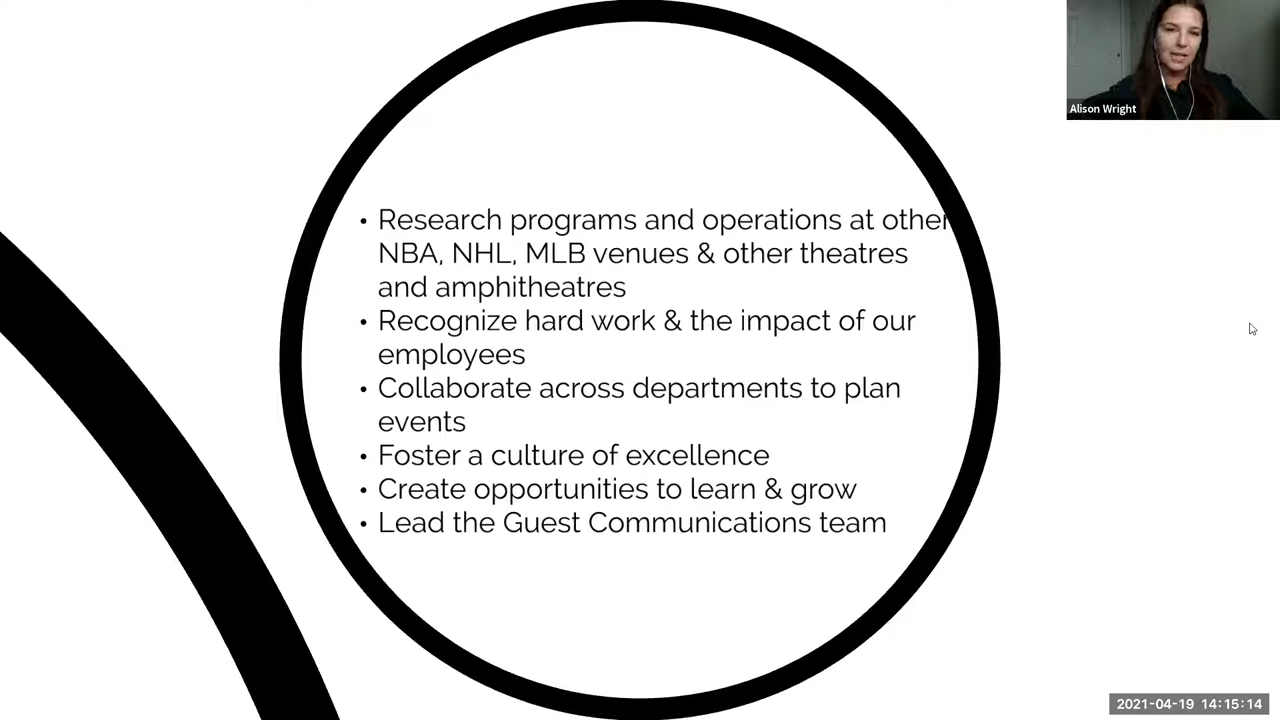 Alison Wright
• Research programs and operations at other
NBA, NHL, MLB venues & other theatres
and amphitheatres
• Recognize hard work & the impact of our
employees
• Collaborate across departments to plan
events
• Foster a culture of excellence
• Create opportunities to learn & grow
• Lead the Guest Communications team
2021-04-19 14:15:14